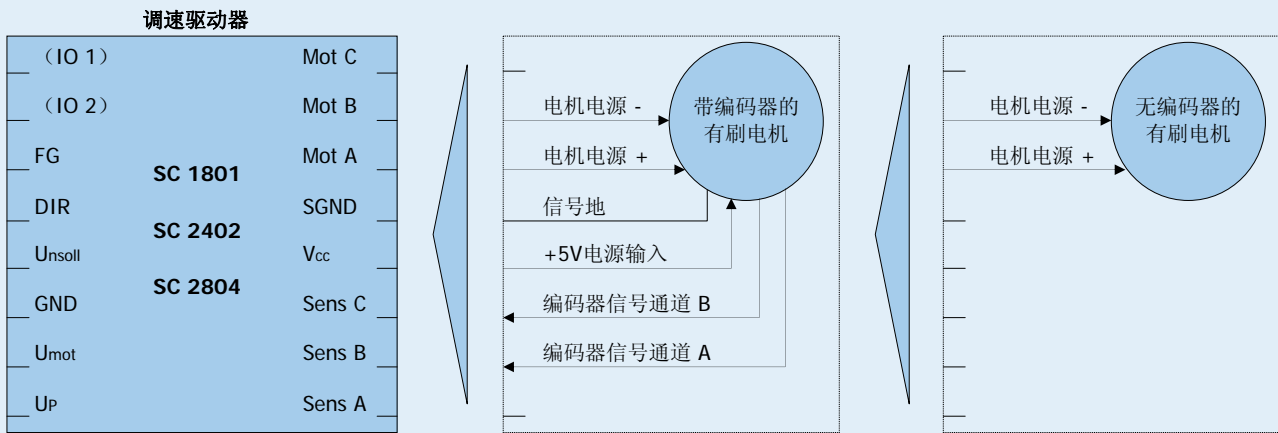 调速驱动器
（IO 1） Mot C
（IO 2） Mot B
FG Mot A
DIR SGND
Unsoll Vcc
GND Sens C
Umot Sens B
UP Sens A
SC 1801
SC 2402
SC 2804
电机电源 -
电机电源 +
信号地
+5V电源输入
编码器信号通道 B
编码器信号通道 A
带编码器的
有刷电机
电机电源 -
电机电源 +
无编码器的
有刷电机